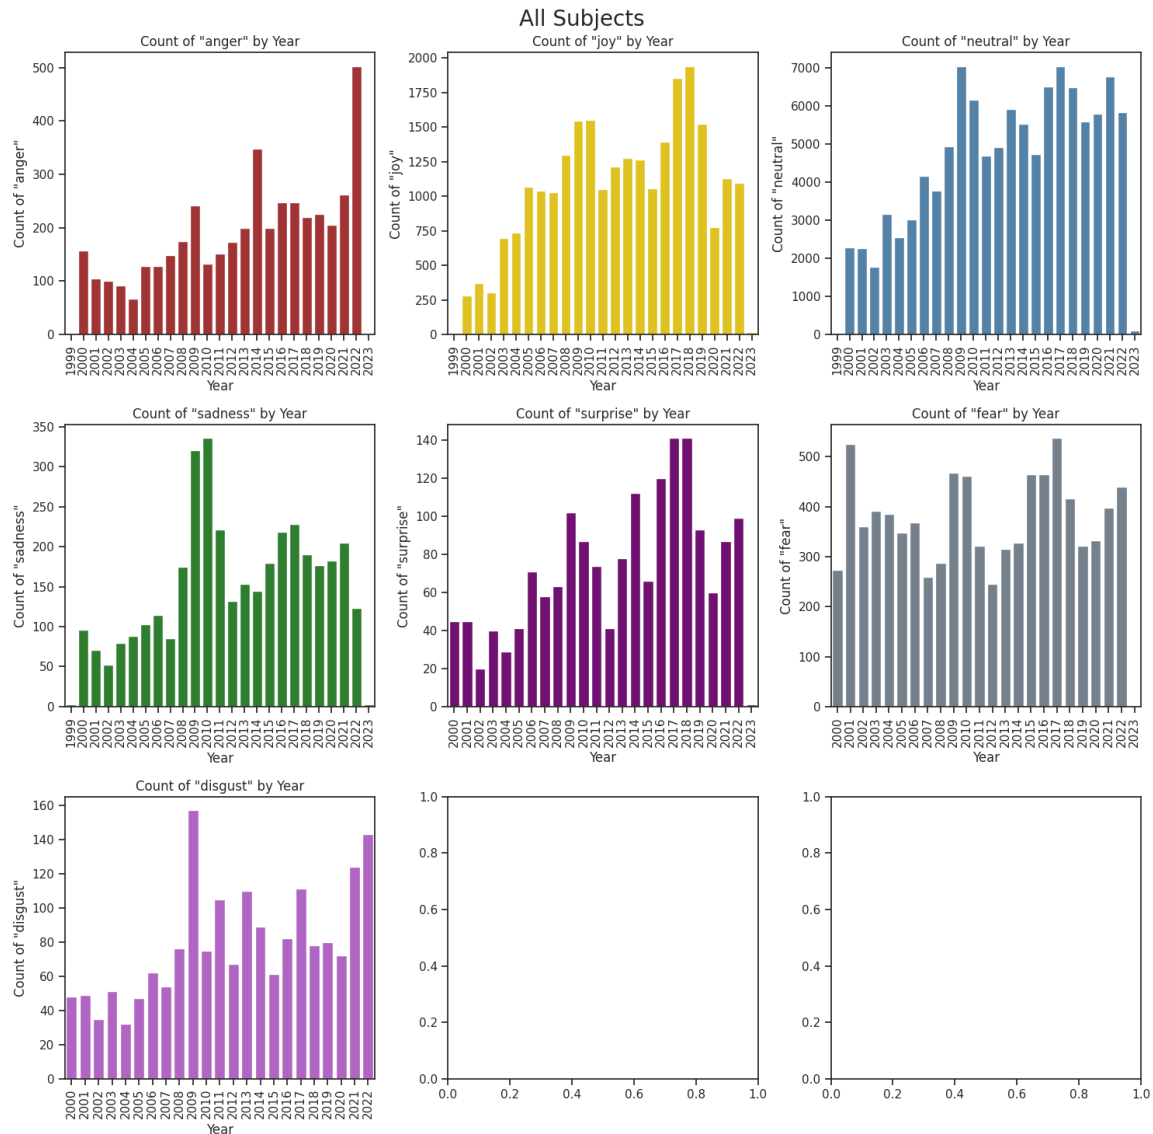 All Subjects
Count of "anger" by Year
Count of "anger"
500
400
300
200
100
0
1999 2000 2001 2002 2003 2004 2005 2006 2007 2008 2009 2010 2011 2012 2013 2014 2015 2016 2017 2018 2019 2020 2021 2022 2023
Year
Count of "joy" by Year
Count of "joy"
2000
1750
1500
1250
1000
750
500
250
0
1999 2000 2001 2002 2003 2004 2005 2006 2007 2008 2009 2010 2011 2012 2013 2014 2015 2016 2017 2018 2019 2020 2021 2022 2023
Year
Count of "neutral" by Year
Count of "neutral"
7000
6000
5000
4000
3000
2000
1000
0
1999 2000 2001 2002 2003 2004 2005 2006 2007 2008 2009 2010 2011 2012 2013 2014 2015 2016 2017 2018 2019 2020 2021 2022 2023
Year
Count of "sadness" by Year
Count of "sadness"
350
300
250
200
150
100
50
0
1999 2000 2001 2002 2003 2004 2005 2006 2007 2008 2009 2010 2011 2012 2013 2014 2015 2016 2017 2018 2019 2020 2021 2022 2023
Year
Count of "surprise" by Year
Count of "surprise"
140
120
100
80
60
40
20
0
2000 2001 2002 2003 2004 2005 2006 2007 2008 2009 2010 2011 2012 2013 2014 2015 2016 2017 2018 2019 2020 2021 2022 2023
Year
Count of "fear" by Year
Count of "fear"
500
400
300
200
100
0
2000 2001 2002 2003 2004 2005 2006 2007 2008 2009 2010 2011 2012 2013 2014 2015 2016 2017 2018 2019 2020 2021 2022 2023
Year
Count of "disgust" by Year
Count of "disgust"
160
140
120
100
80
60
40
20
0
2000 2001 2002 2003 2004 2005 2006 2007 2008 2009 2010 2011 2012 2013 2014 2015 2016 2017 2018 2019 2020 2021 2022
Year
1.0
0.8
0.6
0.4
0.2
0.0
0.0 0.2 0.4 0.6 0.8 1.0
1.0
0.8
0.6
0.4
0.2
0.0
0.0 0.2 0.4 0.6 0.8 1.0